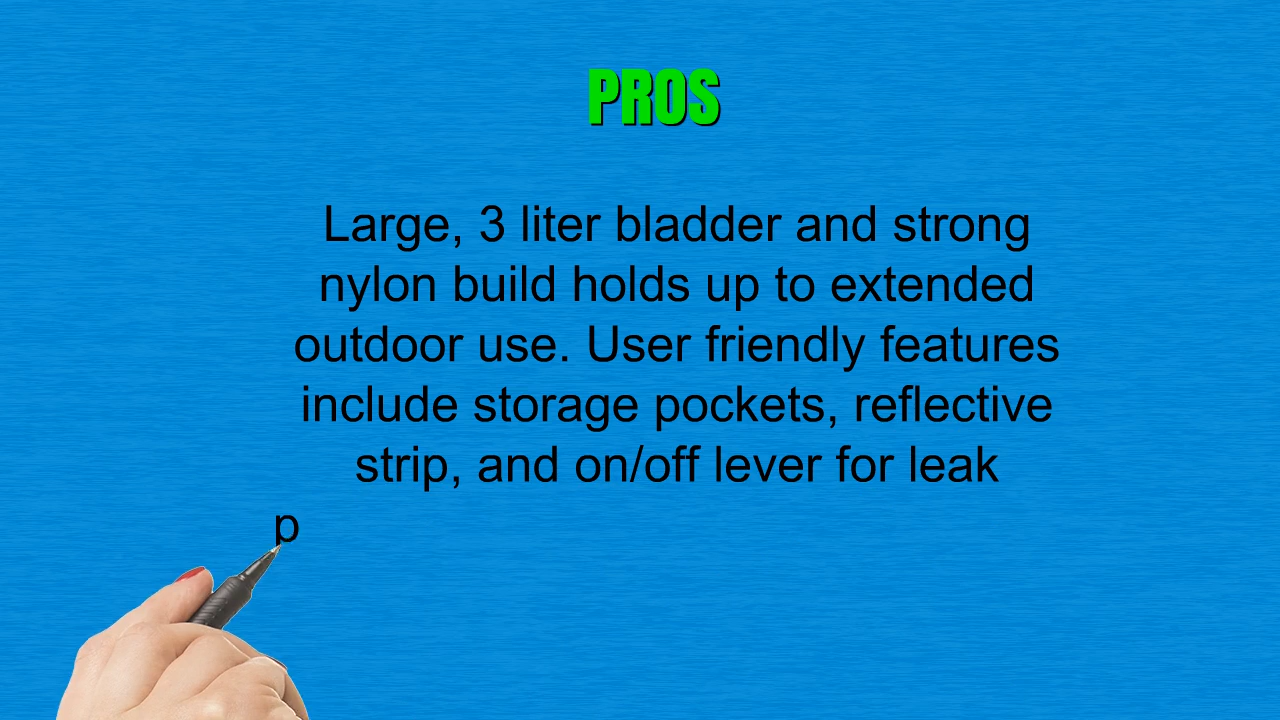 PROS
Large, 3 liter bladder and strong
nylon build holds up to extended
outdoor use. User friendly features
include storage pockets, reflective
strip, and on/off lever for leak
p